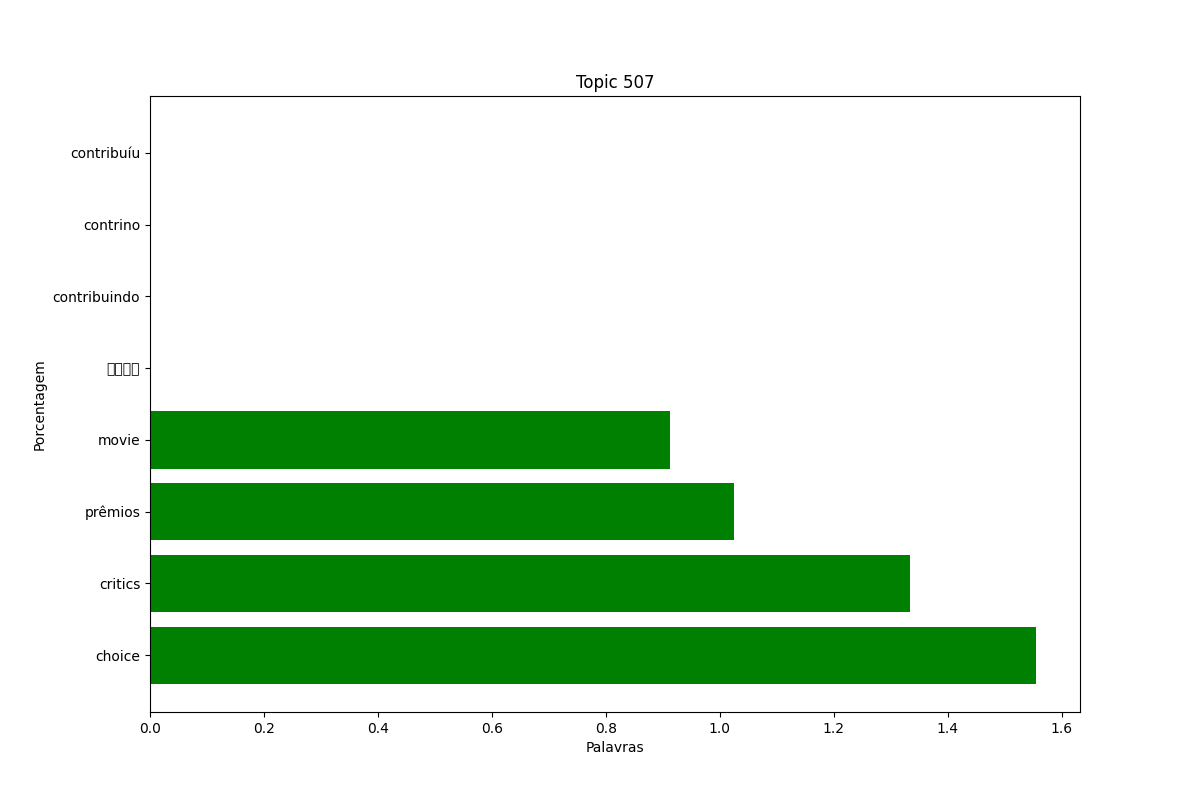 Topic 507
contribuíu
contrino
contribuindo
movie
prêmios
critics
choice
Porcentagem
0.0 0.2 0.4 0.6 0.8 1.0 1.2 1.4 1.6
Palavras